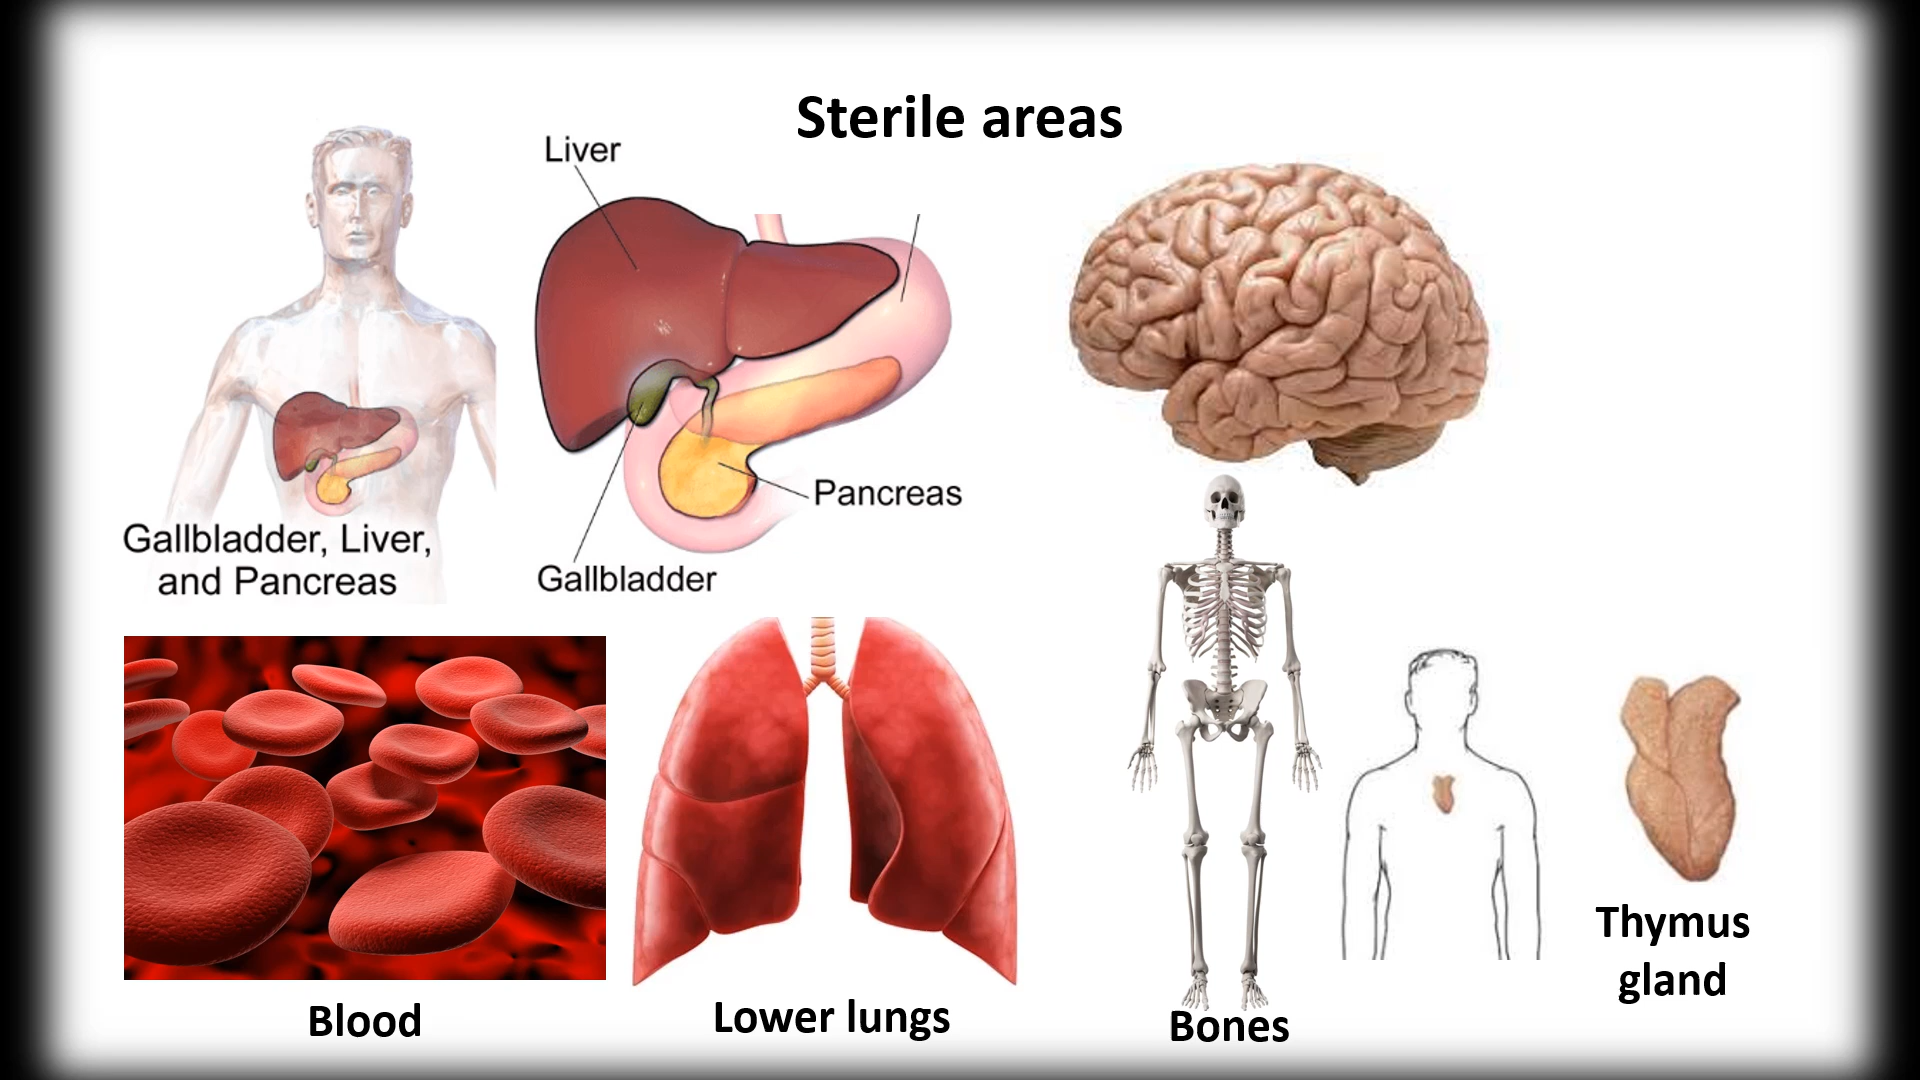 Sterile areas
Liver
Pancreas
Gallbladder, Liver,
and Pancreas
Gallbladder
Thymus
gland
Blood
Lower lungs
Bones